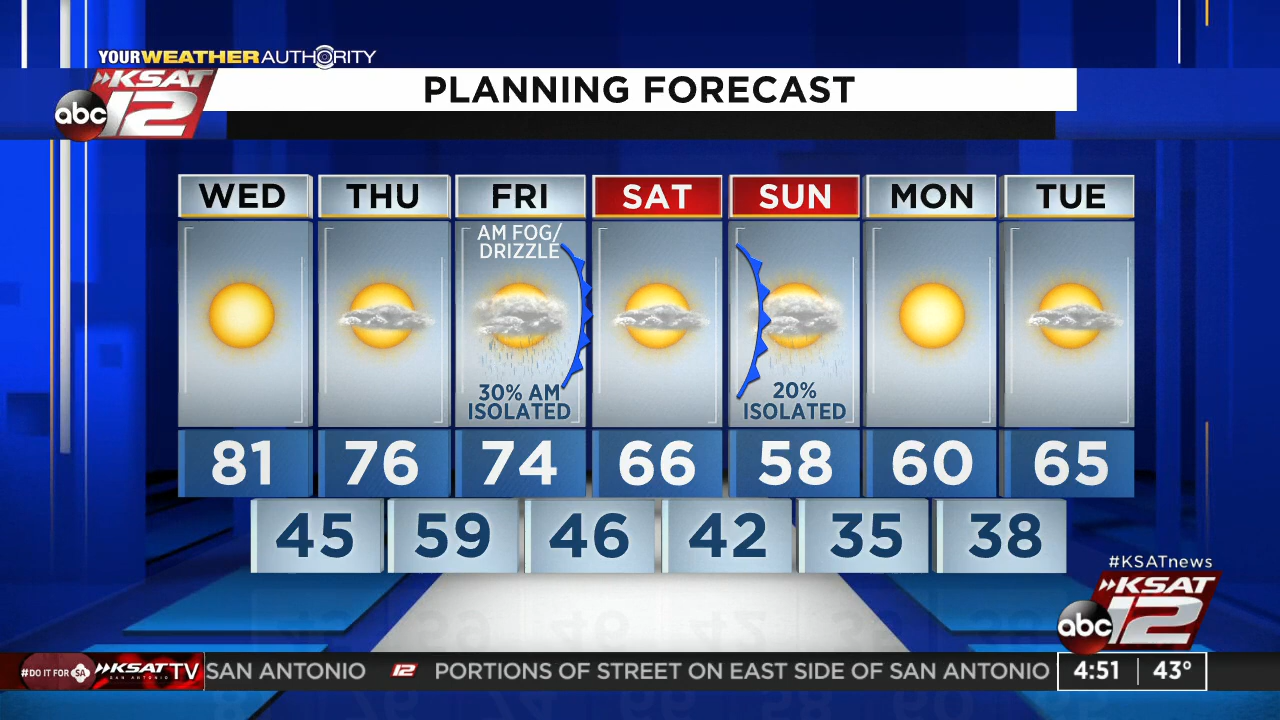 YOURWEATHERAUTHORITY
KSAT
abc 12
PLANNING FORECAST
WED THU FRI SAT SUN MON TUE
AM FOG/
DRIZZLE
30% AM
ISOLATED
20%
ISOLATED
81 76 74 66 58 60 65
45 59 46 42 35 38
#KSATnews
KSAT
abc 12
#DO IT FOR SA KSAT TV
SAN ANTONIO
SAN ANTONIO 12 PORTIONS OF STREET ON EAST SIDE OF SAN ANTONIO
4:51 43°